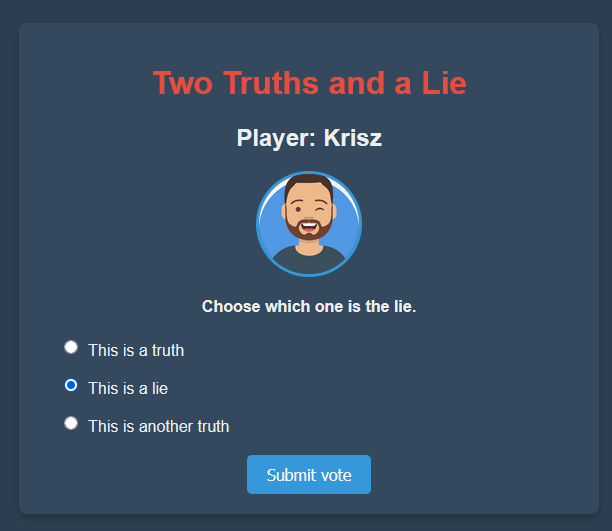 Two Truths and a Lie
Player: Krisz
Choose which one is the lie.
This is a truth
This is a lie
This is another truth
Submit vote